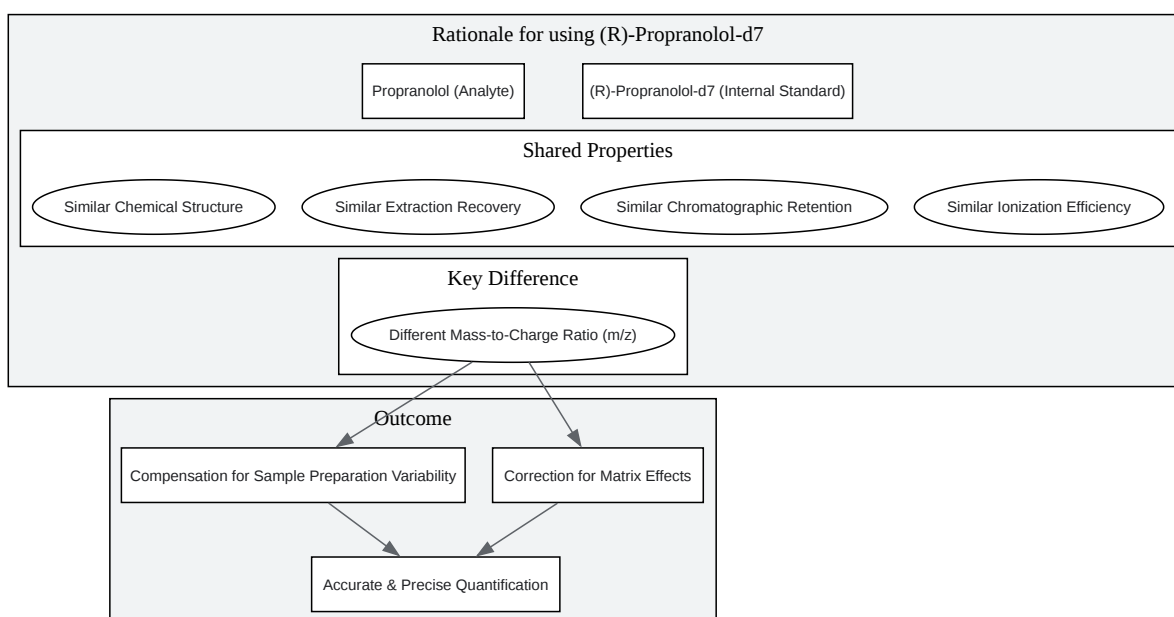 Rationale for using (R)-Propranolol-d7
Propranolol (Analyte)
(R)-Propranolol-d7 (Internal Standard)
Shared Properties
Similar Chemical Structure
Similar Extraction Recovery
Similar Chromatographic Retention
Similar Ionization Efficiency
Key Difference
Different Mass-to-Charge Ratio (m/z)
Outcome
Compensation for Sample Preparation Variability
Correction for Matrix Effects
Accurate & Precise Quantification